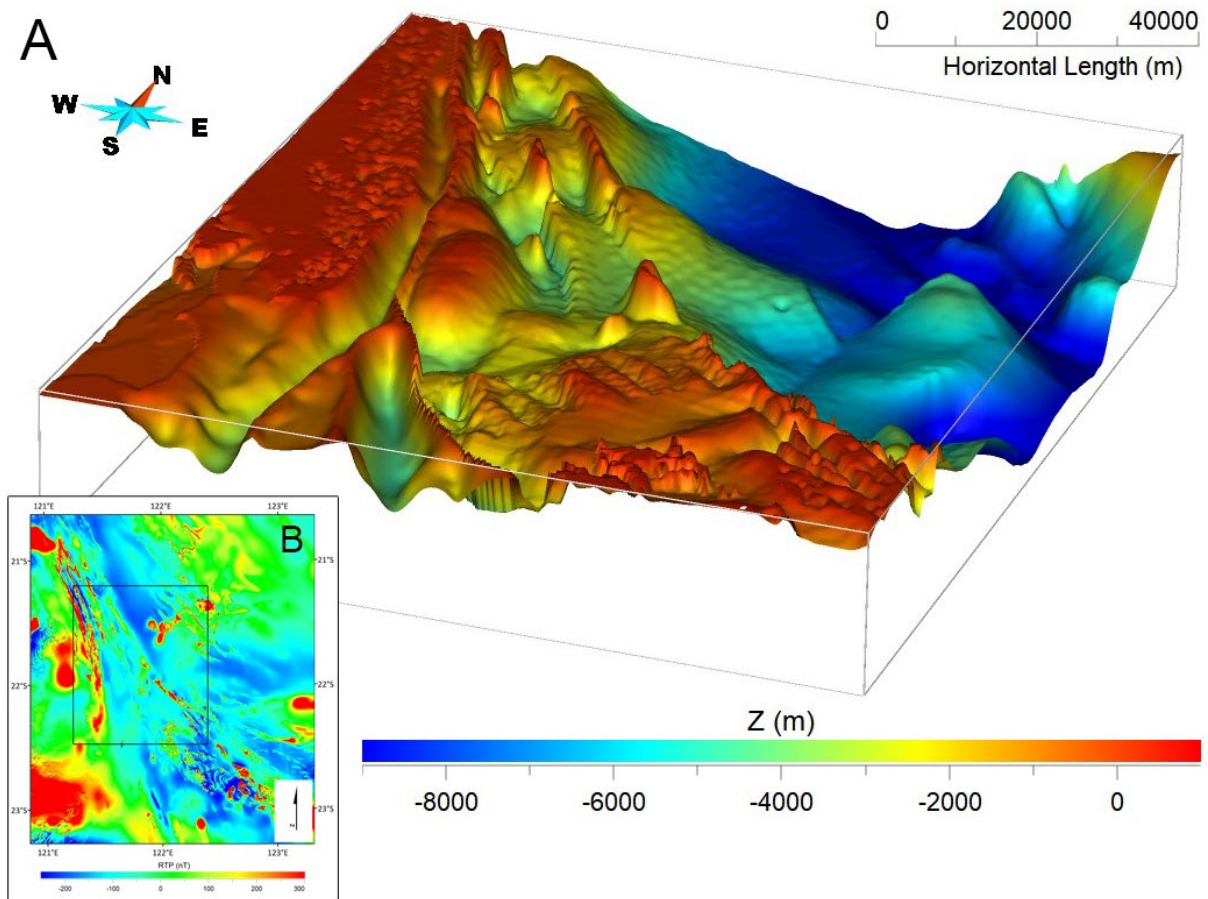 A
N
W
E
S
0 20000 40000
Horizontal Length (m)
Z (m)
-8000 -6000 -4000 -2000 0
B
121°E 122°E 123°E
21°S 21°S
22°S 22°S
23°S 23°S
121°E 122°E 123°E
RTP (nT)
-200 -100 0 100 200 300